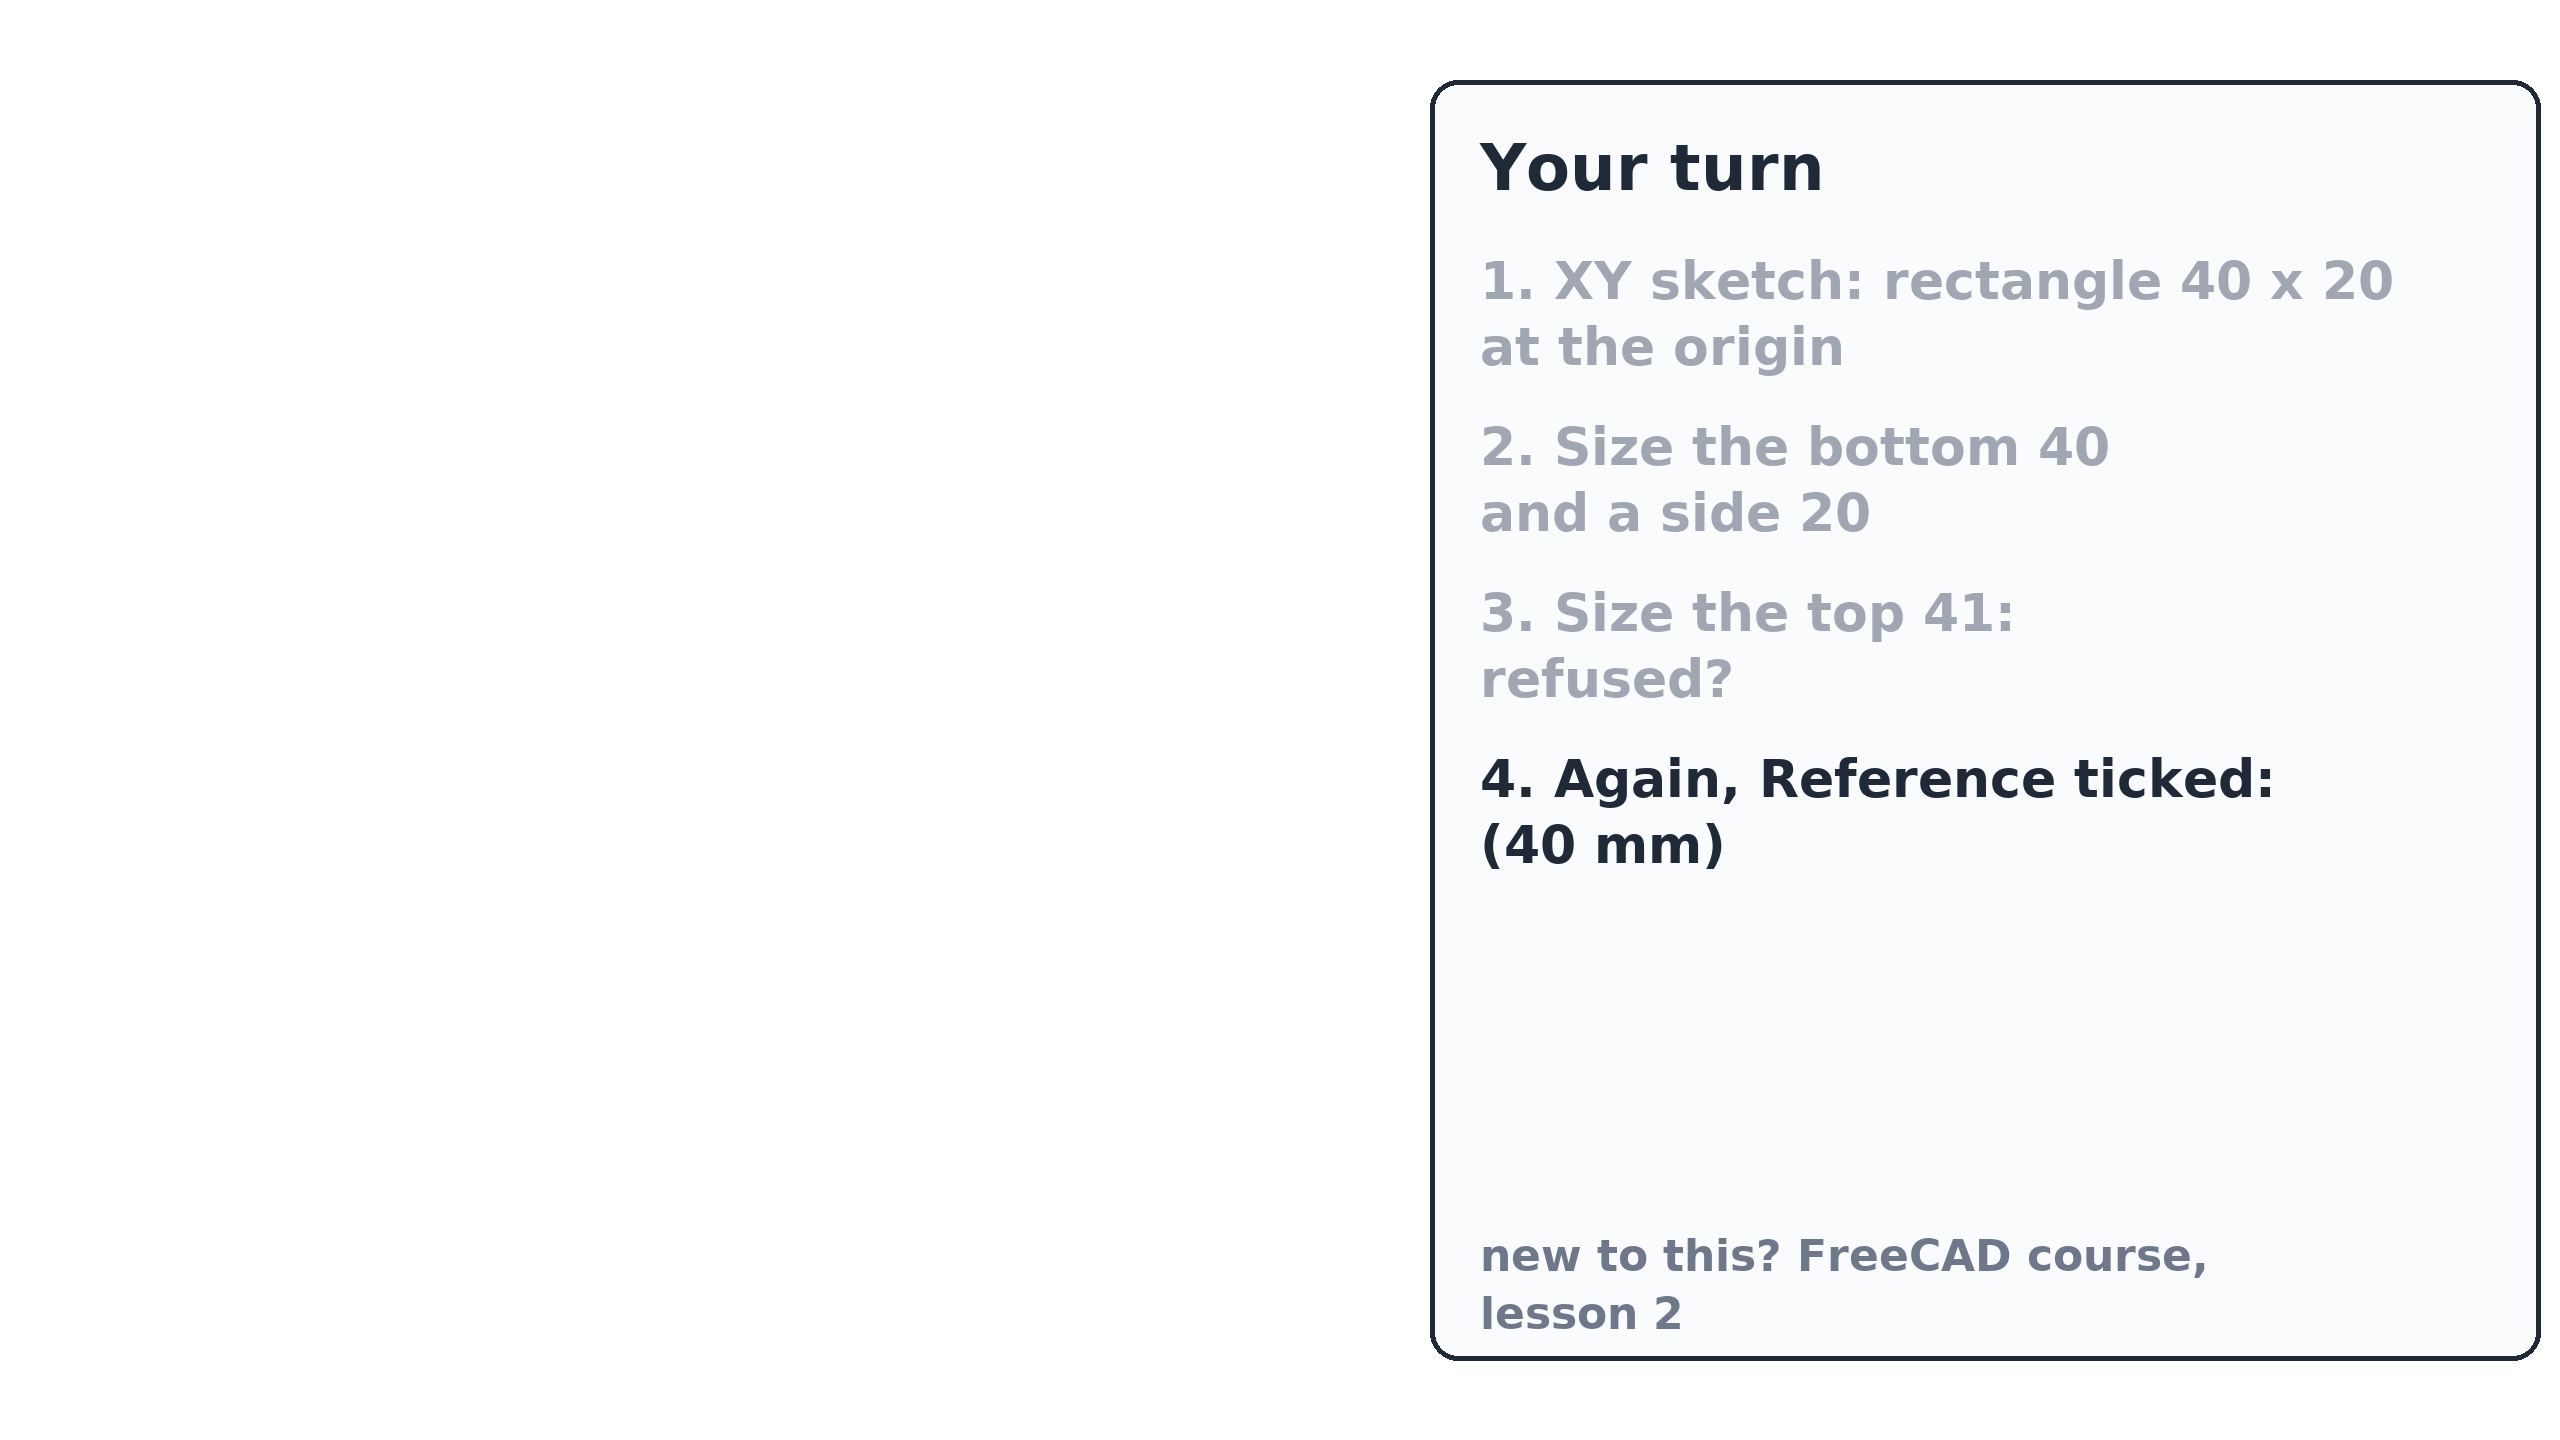 Your turn
1. XY sketch: rectangle 40 x 20
at the origin
2. Size the bottom 40
and a side 20
3. Size the top 41:
refused?
4. Again, Reference ticked:
(40 mm)
new to this? FreeCAD course,
lesson 2